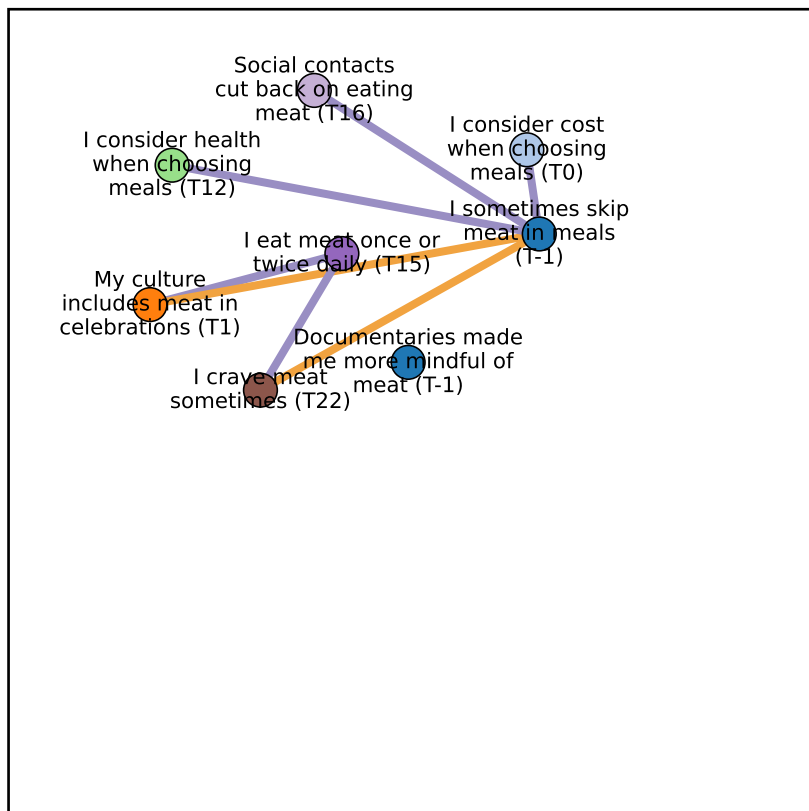 Social contacts
cut back on eating
meat (T16)
I consider cost
when choosing
meals (T0)
I consider health
when choosing
meals (T12)
I sometimes skip
meat in meals
(T-1)
I eat meat once or
twice daily (T15)
My culture
includes meat in
celebrations (T1)
Documentaries made
me more mindful of
meat (T-1)
I crave meat
sometimes (T22)